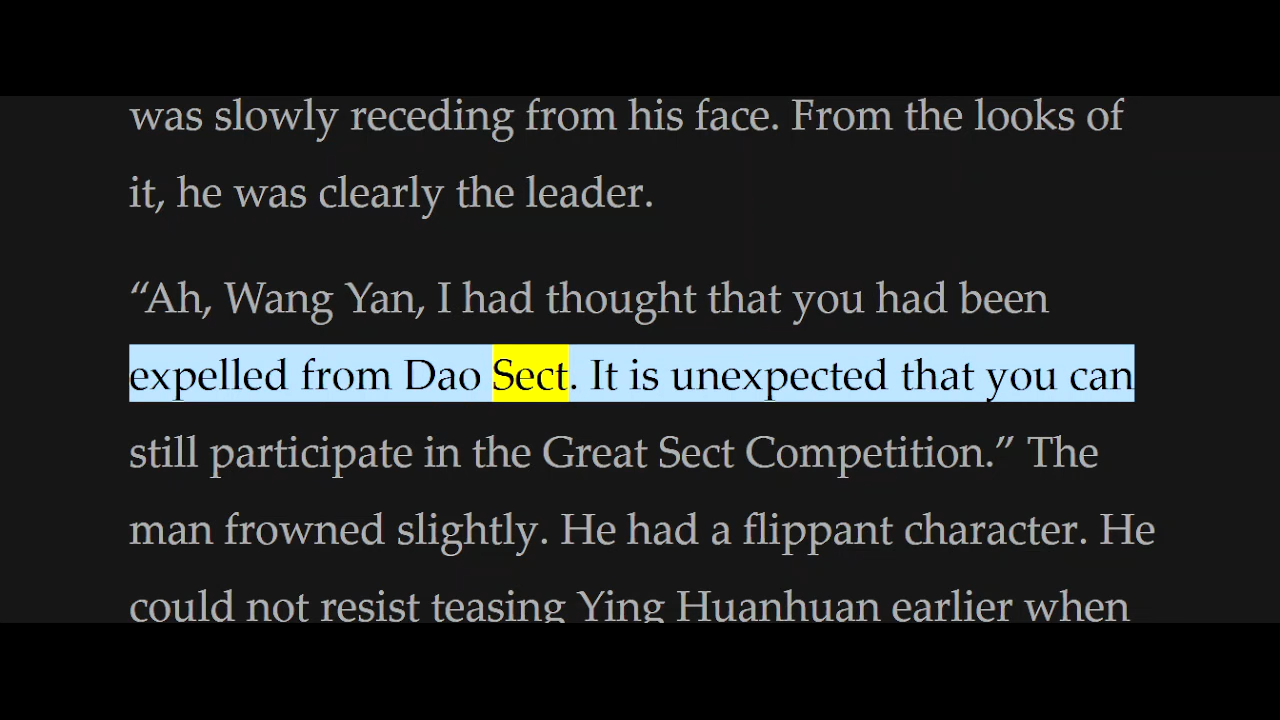 was slowly receding from his face. From the looks of
it, he was clearly the leader.
“Ah, Wang Yan, I had thought that you had been
expelled from Dao Sect. It is unexpected that you can
still participate in the Great Sect Competition.” The
man frowned slightly. He had a flippant character. He
could not resist teasing Ying Huanhuan earlier when